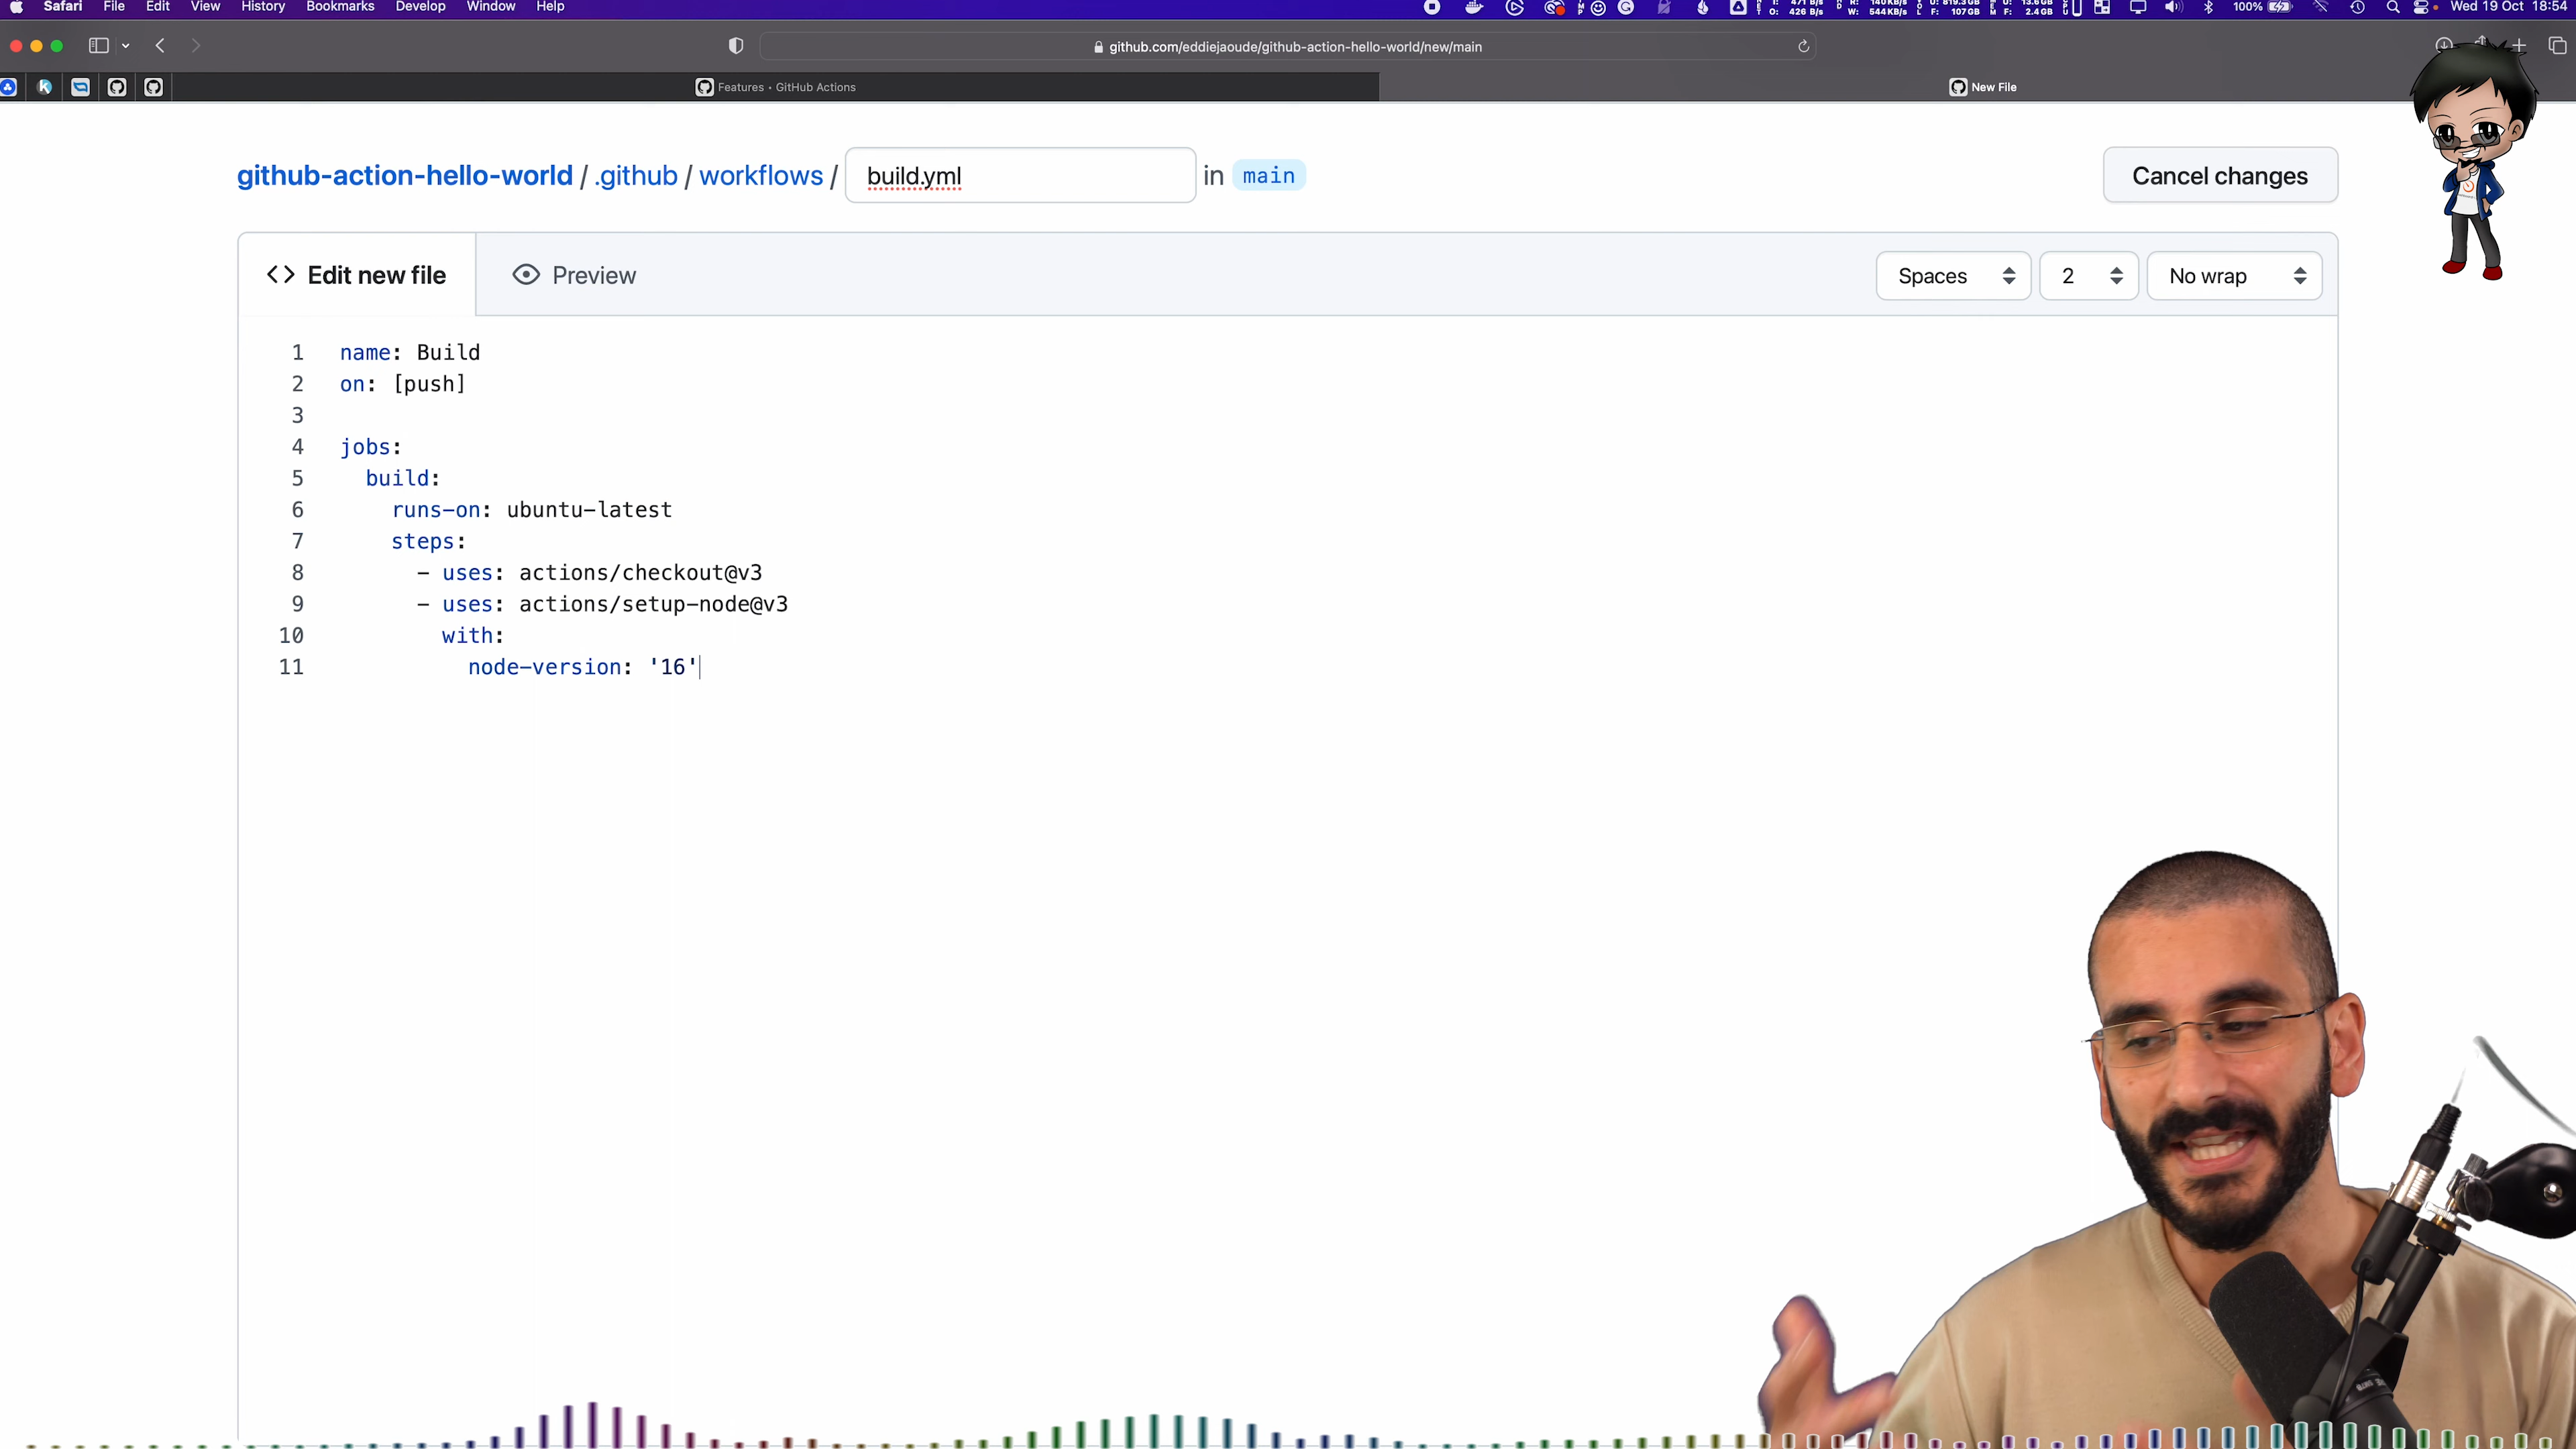 Safari File Edit View History Bookmarks Develop Window Help 100% Wed 19 Oct 18:54
github.com/eddiejaoude/github-action-hello-world/new/main
Features • GitHub Actions
New File
github-action-hello-world / .github / workflows / build.yml in main
Cancel changes
Edit new file
Preview
Spaces
2
No wrap
1 name: Build
2 on: [push]
3
4 jobs:
5 build:
6 runs-on: ubuntu-latest
7 steps:
8 - uses: actions/checkout@v3
9 - uses: actions/setup-node@v3
10 with:
11 node-version: '16'